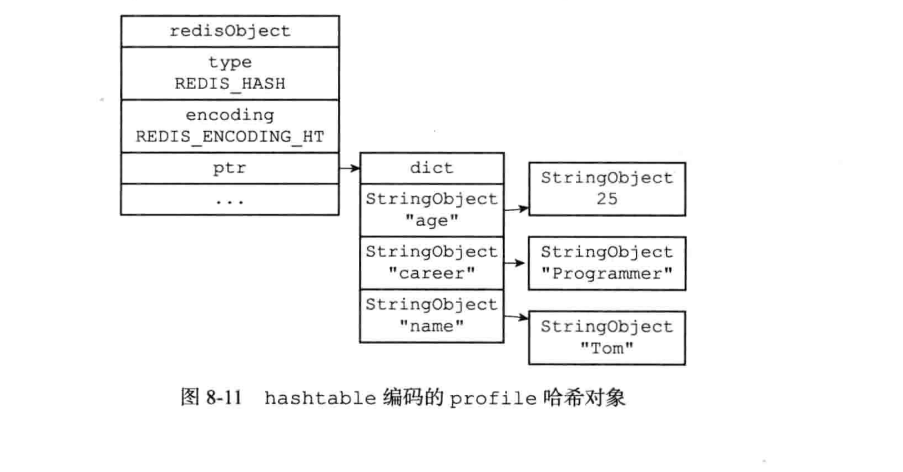 redisObject
type
REDIS_HASH
encoding
REDIS_ENCODING_HT
ptr
...
dict
StringObject
"age"
StringObject
"career"
StringObject
"name"
StringObject
25
StringObject
"Programmer"
StringObject
"Tom"
图 8-11 hashtable 编码的 profile 哈希对象